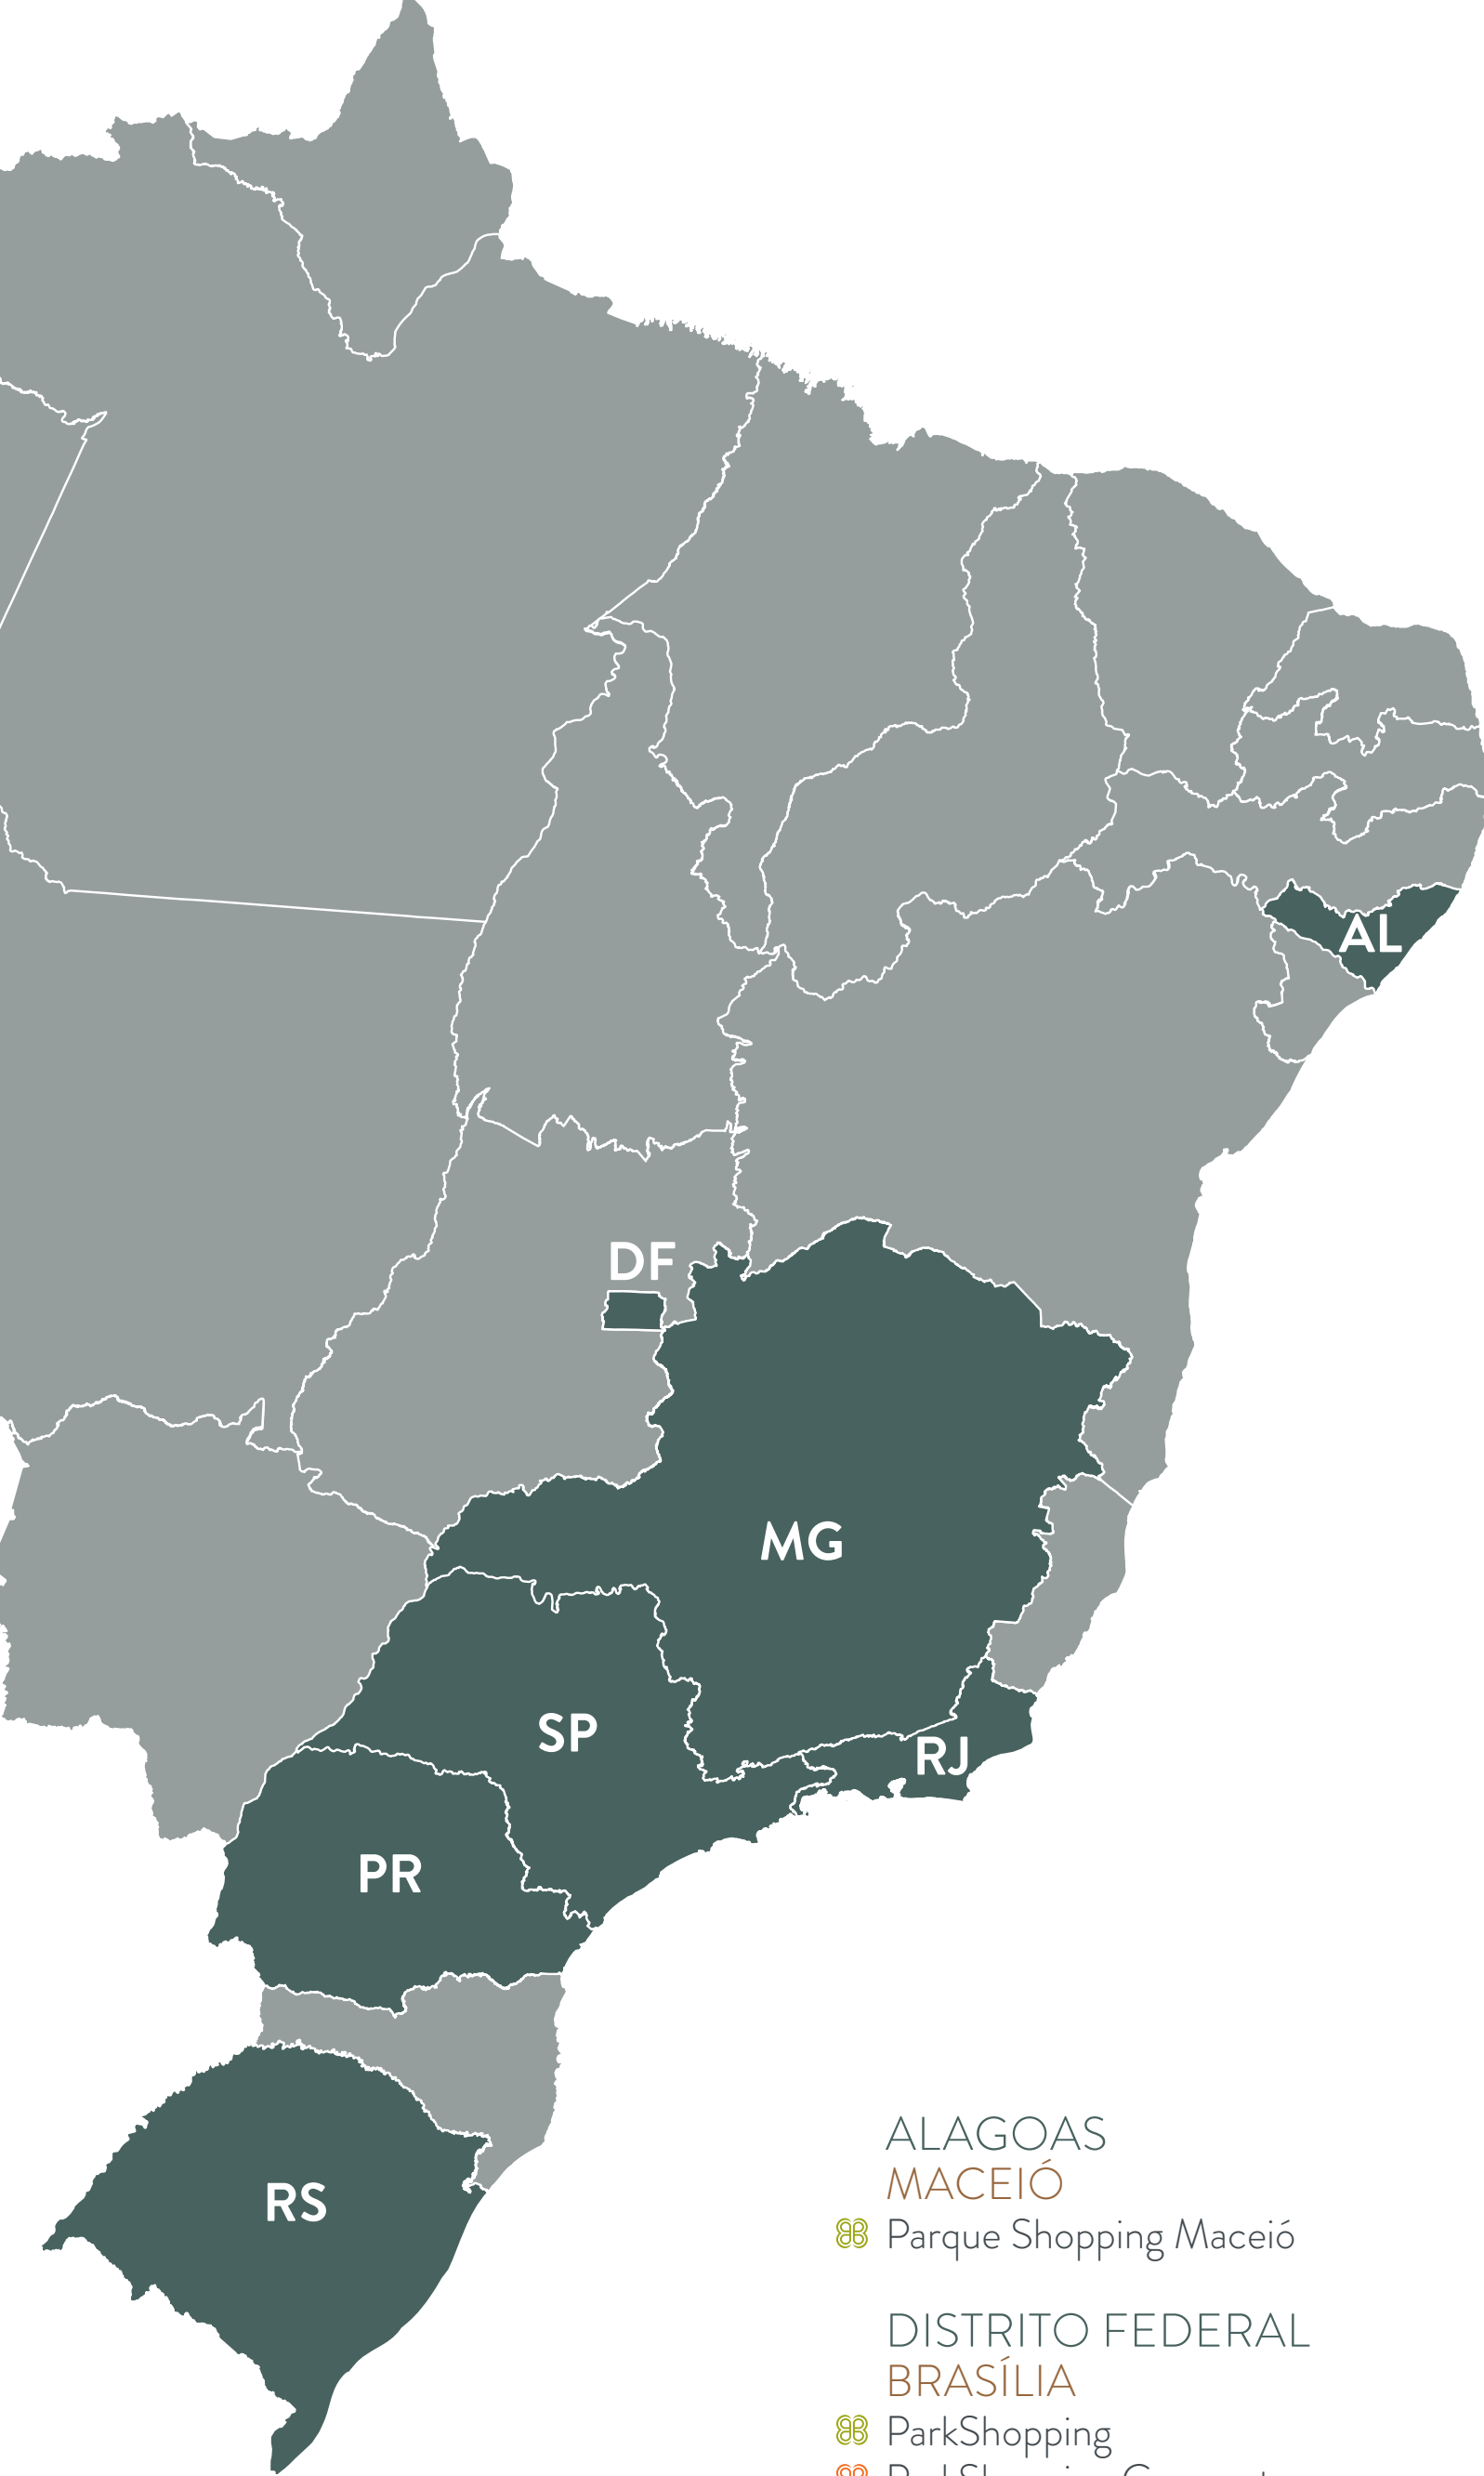 AL
DF
MG
SP
RJ
PR
RS
ALAGOAS
MACEIÓ
Parque Shopping Maceió
DISTRITO FEDERAL
BRASÍLIA
ParkShopping